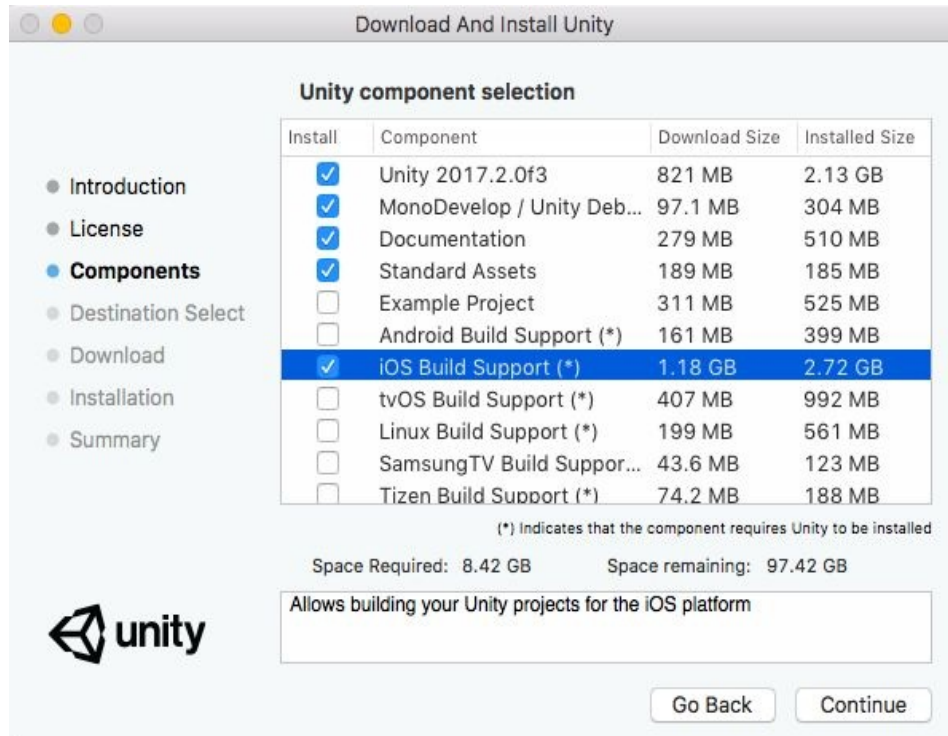 Download And Install Unity
Unity component selection
Introduction
License
Components
Destination Select
Download
Installation
Summary
Install Component Download Size Installed Size
Unity 2017.2.0f3 821 MB 2.13 GB
MonoDevelop / Unity Deb... 97.1 MB 304 MB
Documentation 279 MB 510 MB
Standard Assets 189 MB 185 MB
Example Project 311 MB 525 MB
Android Build Support (*) 161 MB 399 MB
iOS Build Support (*) 1.18 GB 2.72 GB
tvOS Build Support (*) 407 MB 992 MB
Linux Build Support (*) 199 MB 561 MB
SamsungTV Build Suppor... 43.6 MB 123 MB
Tizen Build Support (*) 74.2 MB 188 MB
(*) Indicates that the component requires Unity to be installed
Space Required: 8.42 GB Space remaining: 97.42 GB
Allows building your Unity projects for the iOS platform
unity
Go Back Continue